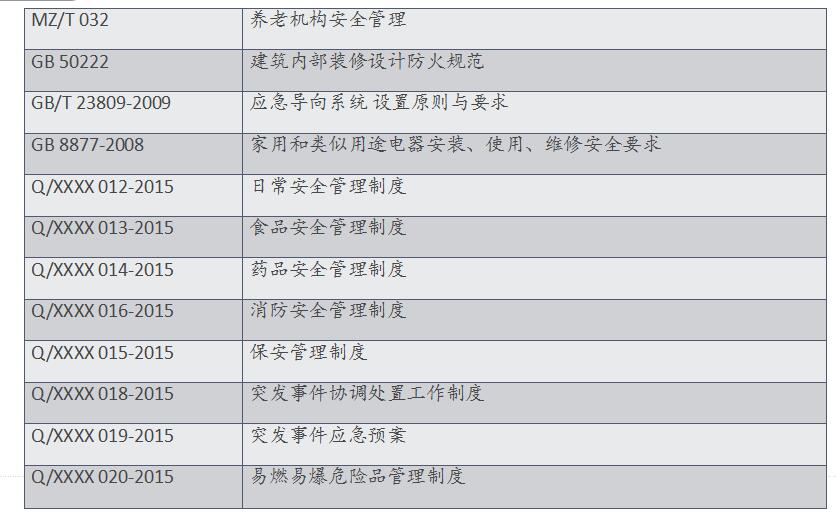 MZ/T 032 养老机构安全管理
GB 50222 建筑内部装修设计防火规范
GB/T 23809-2009 应急导向系统 设置原则与要求
GB 8877-2008 家用和类似用途电器安装、使用、维修安全要求
Q/XXXX 012-2015 日常安全管理制度
Q/XXXX 013-2015 食品安全管理制度
Q/XXXX 014-2015 药品安全管理制度
Q/XXXX 016-2015 消防安全管理制度
Q/XXXX 015-2015 保安管理制度
Q/XXXX 018-2015 突发事件协调处置工作制度
Q/XXXX 019-2015 突发事件应急预案
Q/XXXX 020-2015 易燃易爆危险品管理制度